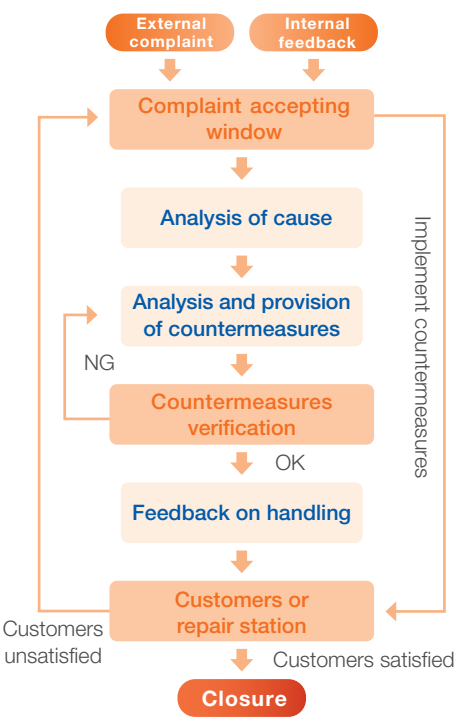 External
complaint
Internal
feedback
Complaint accepting
window
Analysis of cause
Implement countermeasures
Analysis and provision
of countermeasures
NG
Countermeasures
verification
OK
Feedback on handling
Customers or
repair station
Customers
unsatisfied
Customers satisfied
Closure